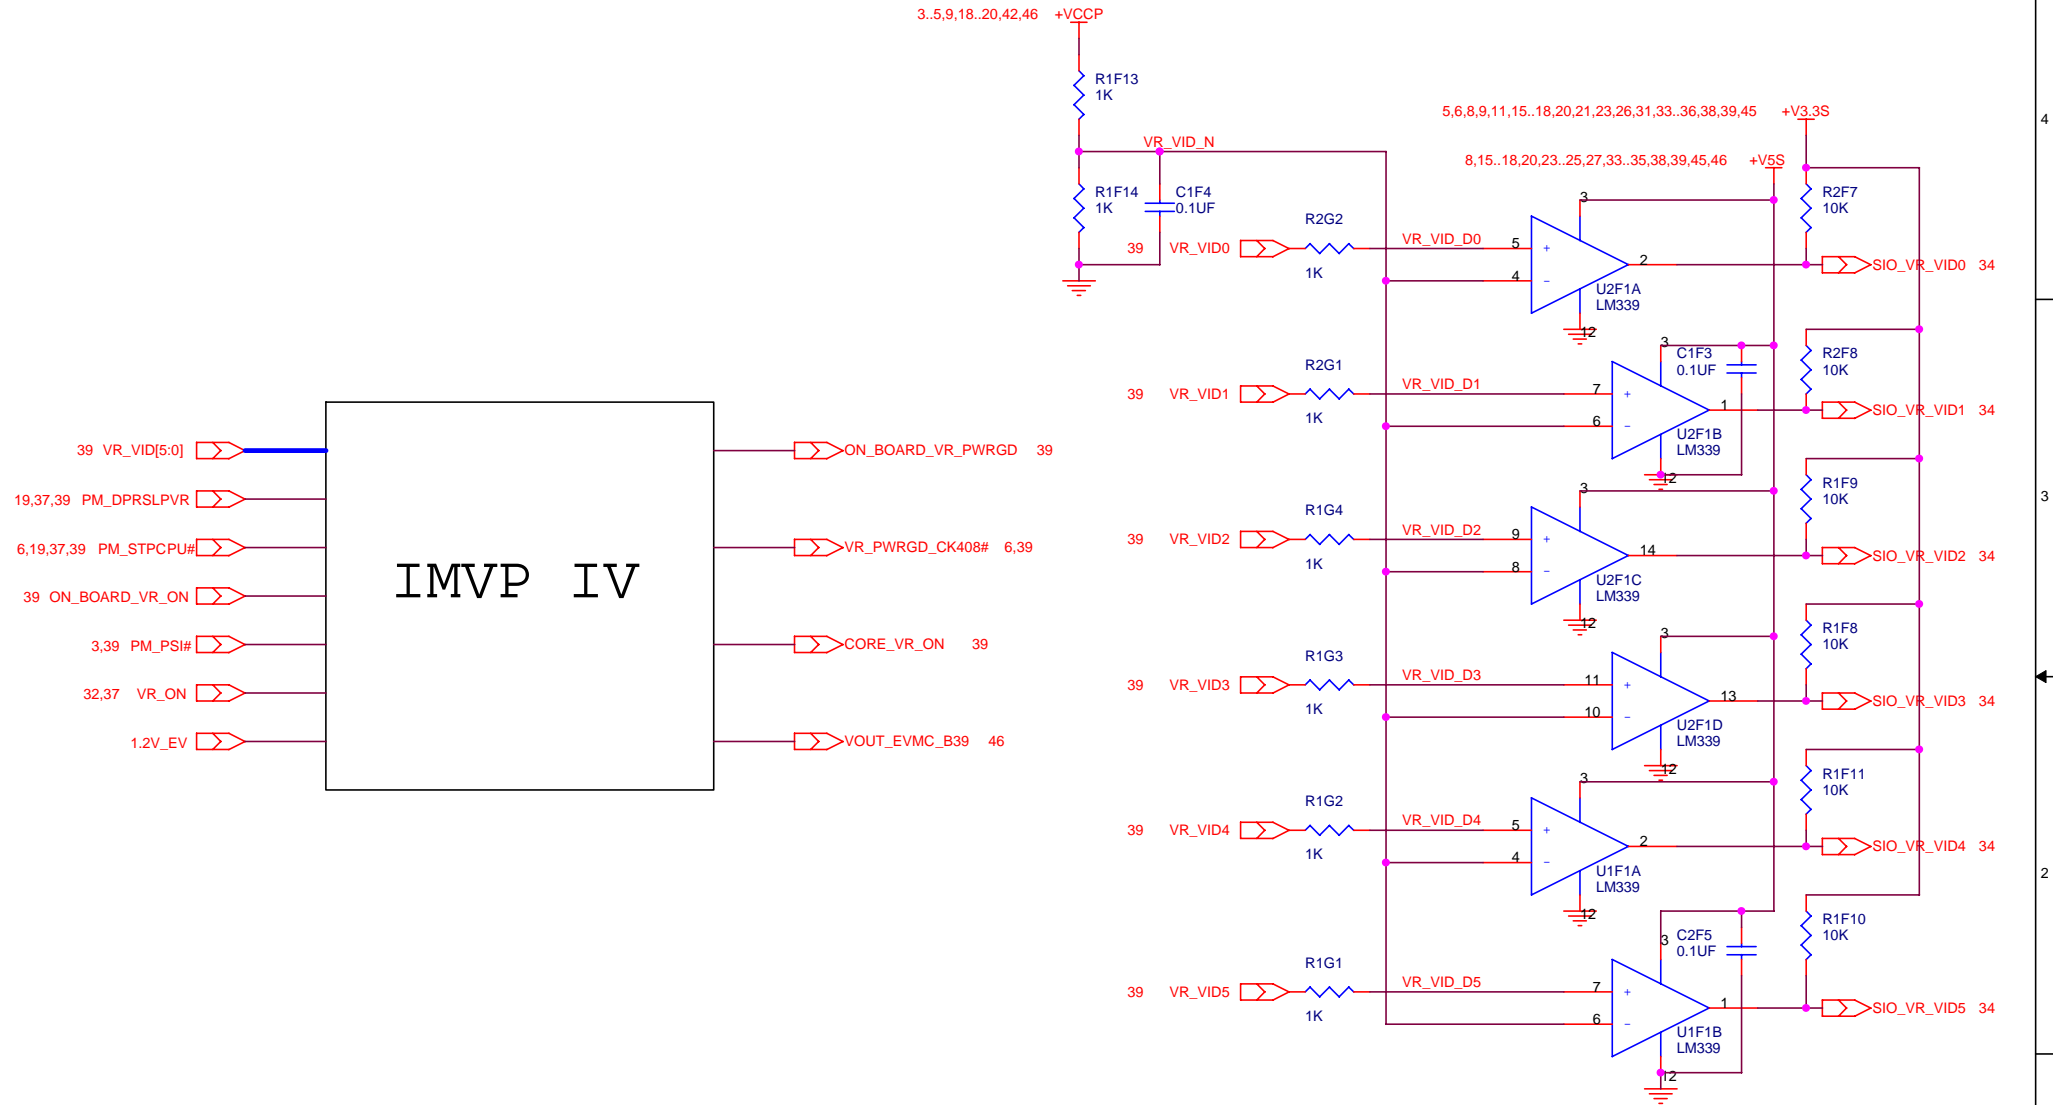 3..5,9,18..20,42,46 +VCCP
R1F13
1K
VR_VID_N
R1F14
1K
C1F4
0.1UF
5,6,8,9,11,15..18,20,21,23,26,31,33..36,38,39,45 +V3.3S
8,15..18,20,23..25,27,33..35,38,39,45,46 +V5S
4
39 VR_VID0
R2G2
1K
VR_VID_D0
5
+
4
-
3
2
12
U2F1A
LM339
R2F7
10K
SIO_VR_VID0 34
39 VR_VID1
R2G1
1K
VR_VID_D1
7
+
6
-
3
1
12
C1F3
0.1UF
U2F1B
LM339
R2F8
10K
SIO_VR_VID1 34
39 VR_VID2
R1G4
1K
VR_VID_D2
9
+
8
-
3
14
12
U2F1C
LM339
R1F9
10K
SIO_VR_VID2 34
3
39 VR_VID3
R1G3
1K
VR_VID_D3
11
+
10
-
3
13
12
U2F1D
LM339
R1F8
10K
SIO_VR_VID3 34
39 VR_VID4
R1G2
1K
VR_VID_D4
5
+
4
-
3
2
12
U1F1A
LM339
R1F11
10K
SIO_VR_VID4 34
2
39 VR_VID5
R1G1
1K
VR_VID_D5
7
+
6
-
3
1
12
C2F5
0.1UF
U1F1B
LM339
R1F10
10K
SIO_VR_VID5 34
39 VR_VID[5:0]
19,37,39 PM_DPRSLPVR
6,19,37,39 PM_STPCPU#
39 ON_BOARD_VR_ON
3,39 PM_PSI#
32,37 VR_ON
1.2V_EV
IMVP IV
ON_BOARD_VR_PWRGD 39
VR_PWRGD_CK408# 6,39
CORE_VR_ON 39
VOUT_EVMC_B39 46